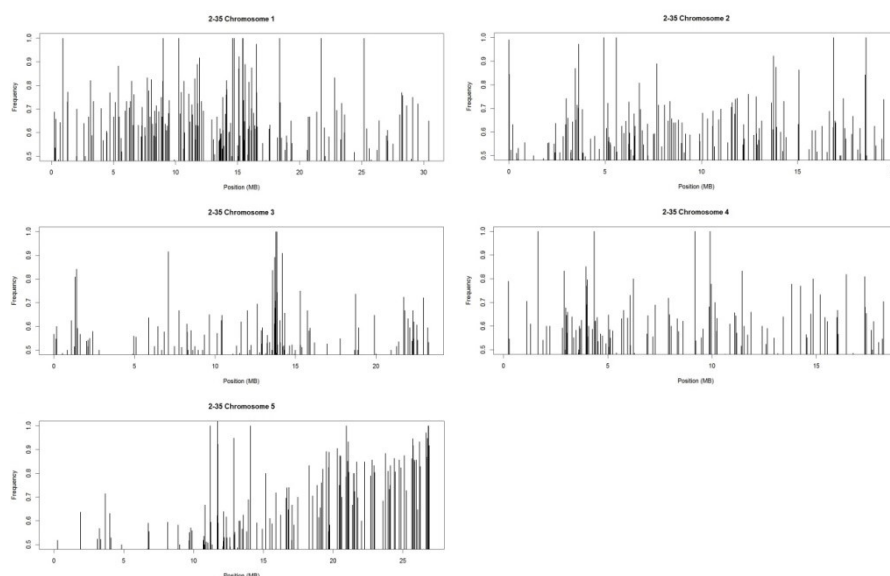 2-35 Chromosome 1
Frequency
0.5 0.6 0.7 0.8 0.9 1.0
0 5 10 15 20 25 30
Position (MB)
2-35 Chromosome 2
Frequency
0.5 0.6 0.7 0.8 0.9 1.0
0 5 10 15
Position (MB)
2-35 Chromosome 3
Frequency
0.5 0.6 0.7 0.8 0.9 1.0
0 5 10 15 20
Position (MB)
2-35 Chromosome 4
Frequency
0.5 0.6 0.7 0.8 0.9 1.0
0 5 10 15
Position (MB)
2-35 Chromosome 5
Frequency
0.5 0.6 0.7 0.8 0.9 1.0
0 5 10 15 20 25
Position (MB)